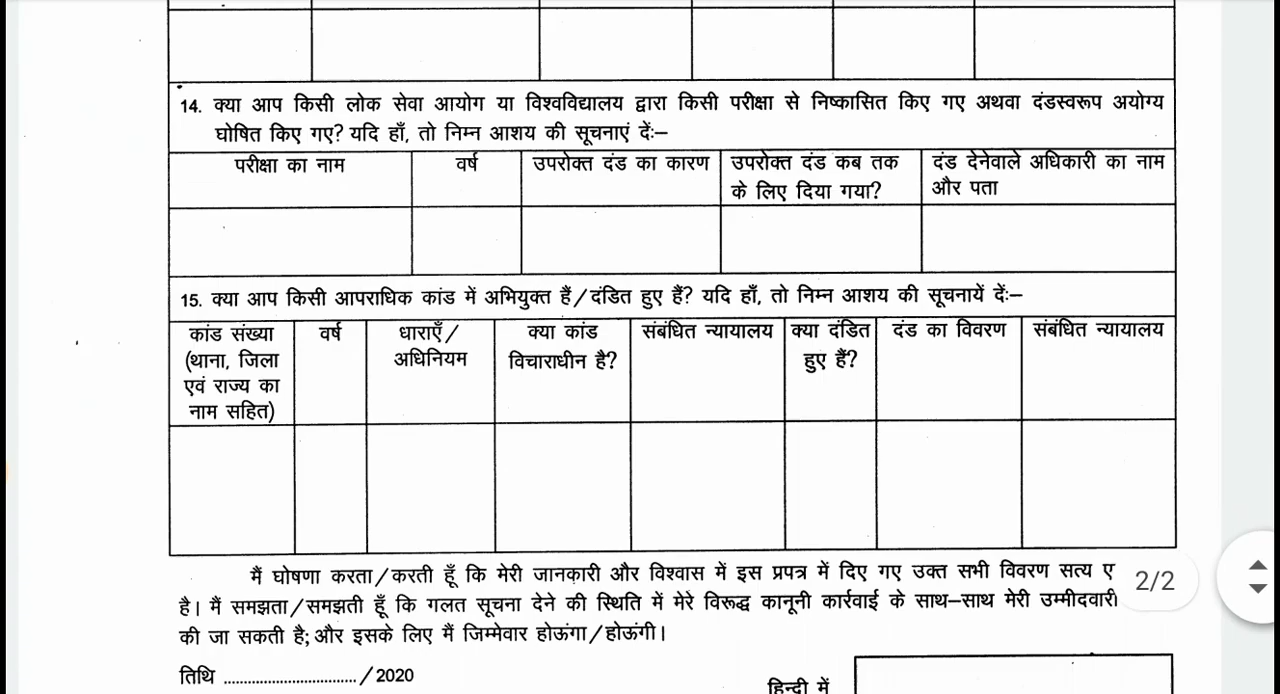 14. क्या आप किसी लोक सेवा आयोग या विश्वविद्यालय द्वारा किसी परीक्षा से निष्कासित किए गए अथवा दंडस्वरूप अयोग्य
घोषित किए गए? यदि हाँ, तो निम्न आशय की सूचनाएं दें:–
परीक्षा का नाम
वर्ष
उपरोक्त दंड का कारण
उपरोक्त दंड कब तक
के लिए दिया गया?
दंड देनेवाले अधिकारी का नाम
और पता
15. क्या आप किसी आपराधिक कांड में अभियुक्त हैं/दंडित हुए हैं? यदि हाँ, तो निम्न आशय की सूचनायें दें:–
कांड संख्या
(थाना, जिला
एवं राज्य का
नाम सहित)
वर्ष
धाराएँ/
अधिनियम
क्या कांड
विचाराधीन है?
संबंधित न्यायालय
क्या दंडित
हुए हैं?
दंड का विवरण
संबंधित न्यायालय
मैं घोषणा करता/करती हूँ कि मेरी जानकारी और विश्वास में इस प्रपत्र में दिए गए उक्त सभी विवरण सत्य ए
है। मैं समझता/समझती हूँ कि गलत सूचना देने की स्थिति में मेरे विरूद्ध कानूनी कार्रवाई के साथ–साथ मेरी उम्मीदवारी
की जा सकती है; और इसके लिए मैं जिम्मेवार होऊंगा/होऊंगी।
2/2
तिथि ................................. /2020
हिन्दी में